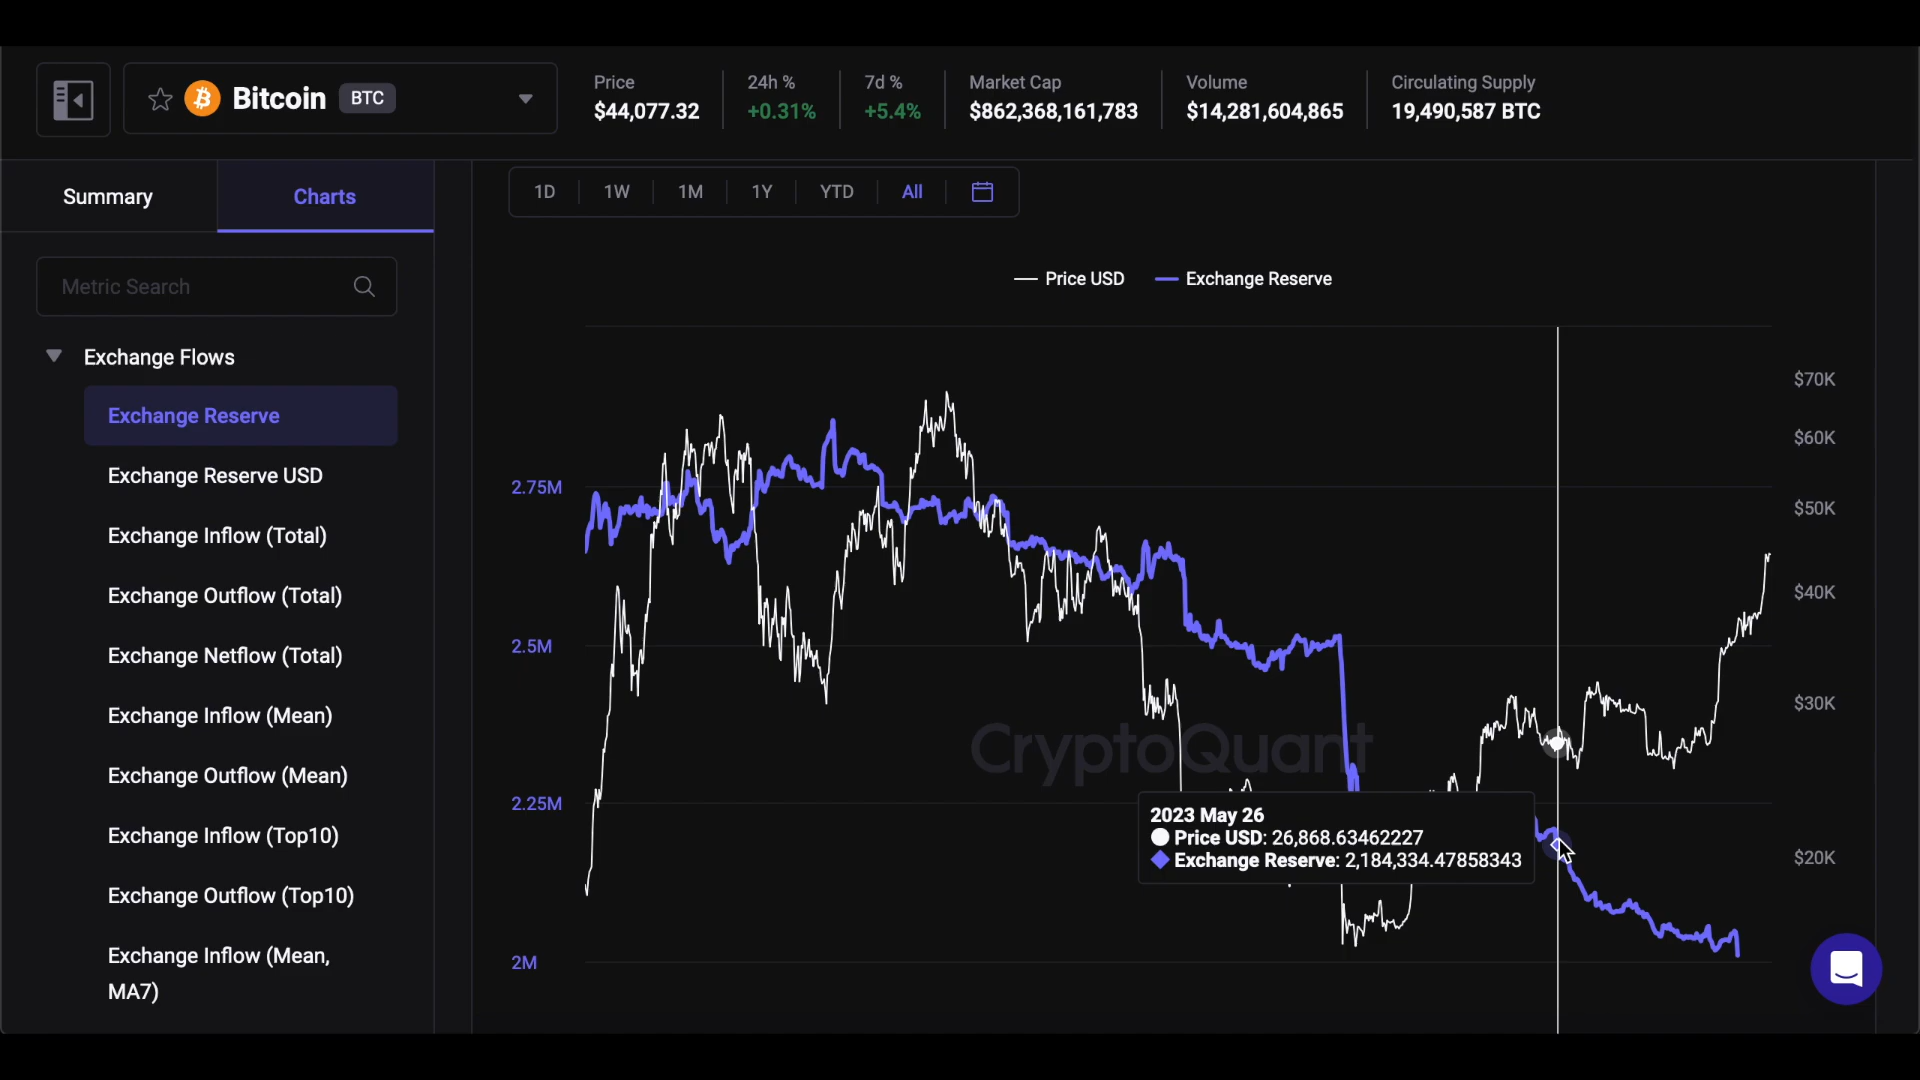 Bitcoin BTC
Price
$44,077.32
24h %
+0.31%
7d %
+5.4%
Market Cap
$862,368,161,783
Volume
$14,281,604,865
Circulating Supply
19,490,587 BTC
Summary
Charts
Metric Search
Exchange Flows
Exchange Reserve
Exchange Reserve USD
Exchange Inflow (Total)
Exchange Outflow (Total)
Exchange Netflow (Total)
Exchange Inflow (Mean)
Exchange Outflow (Mean)
Exchange Inflow (Top10)
Exchange Outflow (Top10)
Exchange Inflow (Mean,
MA7)
1D 1W 1M 1Y YTD All
Price USD Exchange Reserve
2.75M
2.5M
2.25M
2M
CryptoQuant
2023 May 26
Price USD: 26,868.63462227
Exchange Reserve: 2,184,334.47858343
$70K
$60K
$50K
$40K
$30K
$20K